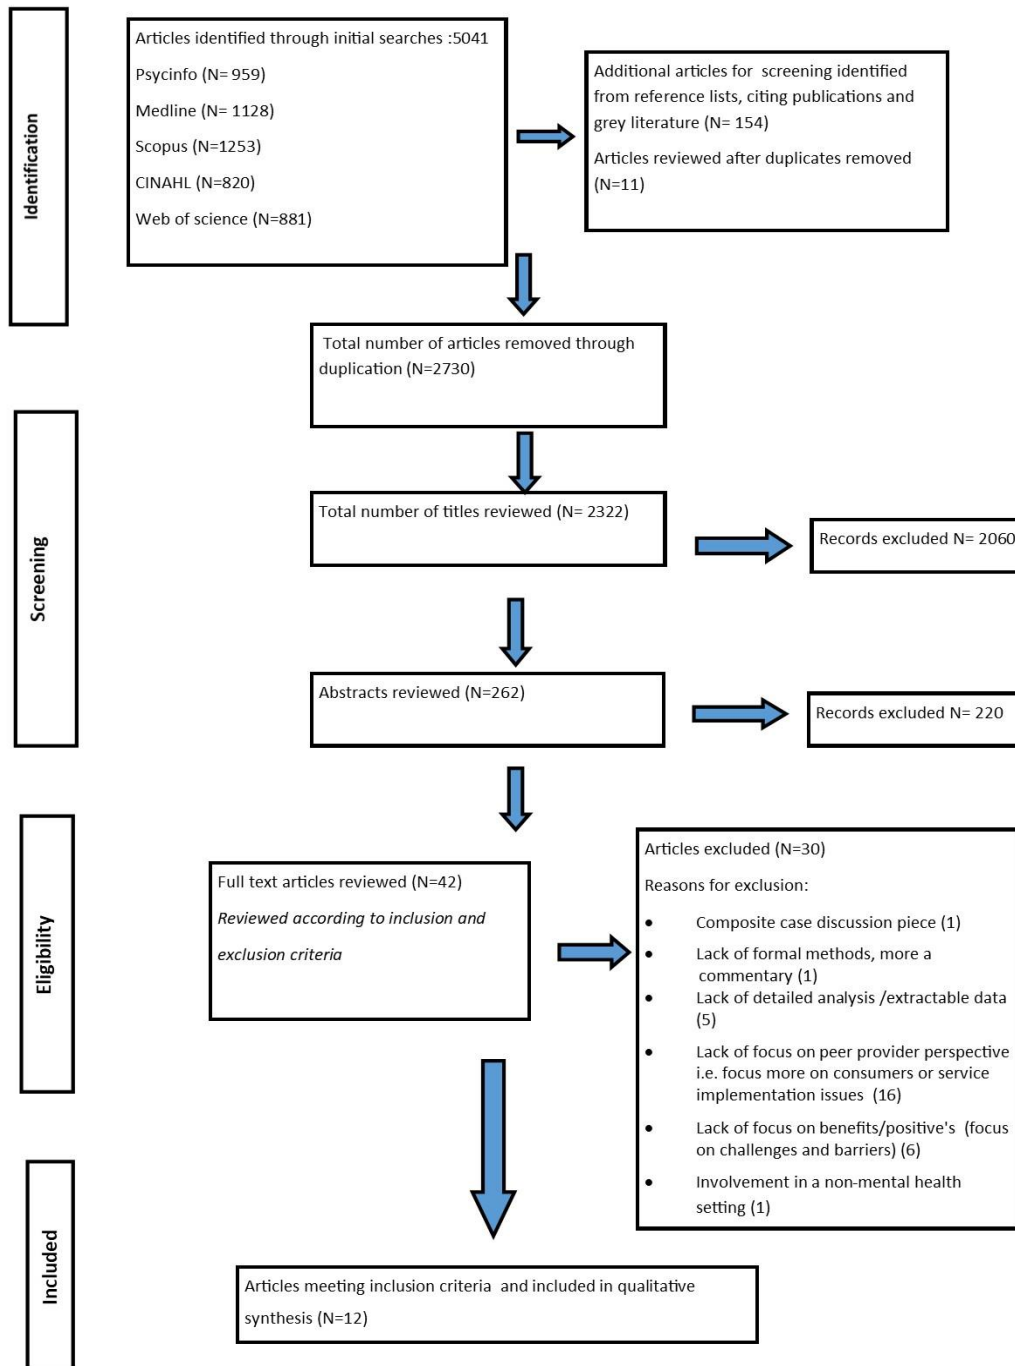 Identification
Articles identified through initial searches :5041
Psycinfo (N= 959)
Medline (N= 1128)
Scopus (N=1253)
CINAHL (N=820)
Web of science (N=881)
Additional articles for screening identified
from reference lists, citing publications and
grey literature (N= 154)
Articles reviewed after duplicates removed
(N=11)
Total number of articles removed through
duplication (N=2730)
Screening
Total number of titles reviewed (N= 2322)
Records excluded N= 2060
Abstracts reviewed (N=262)
Records excluded N= 220
Eligibility
Full text articles reviewed (N=42)
Reviewed according to inclusion and
exclusion criteria
Articles excluded (N=30)
Reasons for exclusion:
• Composite case discussion piece (1)
• Lack of formal methods, more a
commentary (1)
• Lack of detailed analysis /extractable data
(5)
• Lack of focus on peer provider perspective
i.e. focus more on consumers or service
implementation issues (16)
• Lack of focus on benefits/positive's (focus
on challenges and barriers) (6)
• Involvement in a non-mental health
setting (1)
Included
Articles meeting inclusion criteria and included in qualitative
synthesis (N=12)